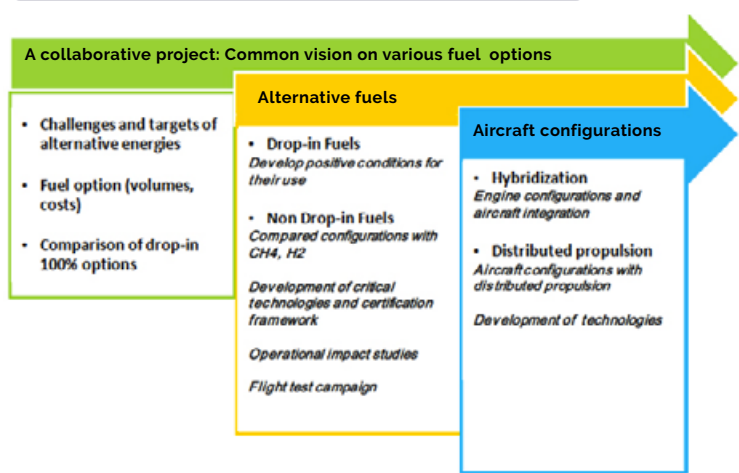 A collaborative project: Common vision on various fuel options
• Challenges and targets of
alternative energies
• Fuel option (volumes,
costs)
• Comparison of drop-in
100% options
Alternative fuels
• Drop-in Fuels
Develop positive conditions for
their use
• Non Drop-in Fuels
Compared configurations with
CH4, H2
Development of critical
technologies and certification
framework
Operational impact studies
Flight test campaign
Aircraft configurations
• Hybridization
Engine configurations and
aircraft integration
• Distributed propulsion
Aircraft configurations with
distributed propulsion
Development of technologies